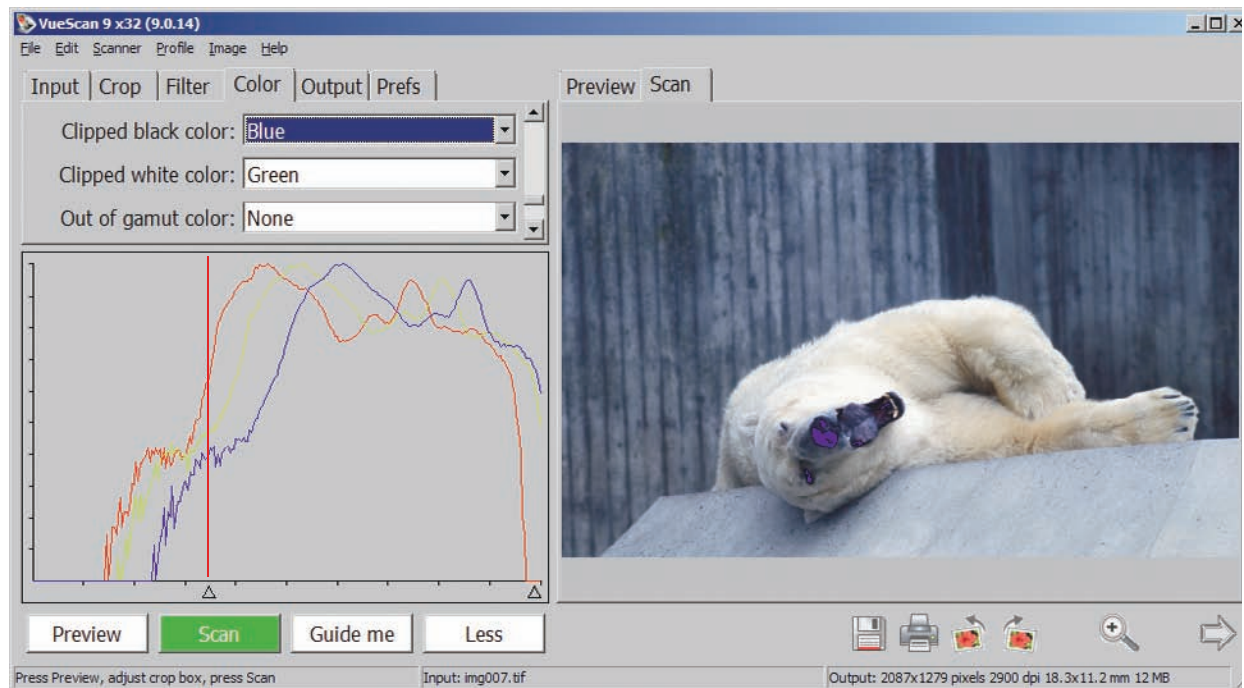 VueScan 9 x32 (9.0.14)
File Edit Scanner Profile Image Help
Input Crop Filter Color Output Prefs
Clipped black color: Blue
Clipped white color: Green
Out of gamut color: None
Preview Scan
Preview Scan Guide me Less
Press Preview, adjust crop box, press Scan Input: img007.tif Output: 2087x1279 pixels 2900 dpi 18.3x11.2 mm 12 MB